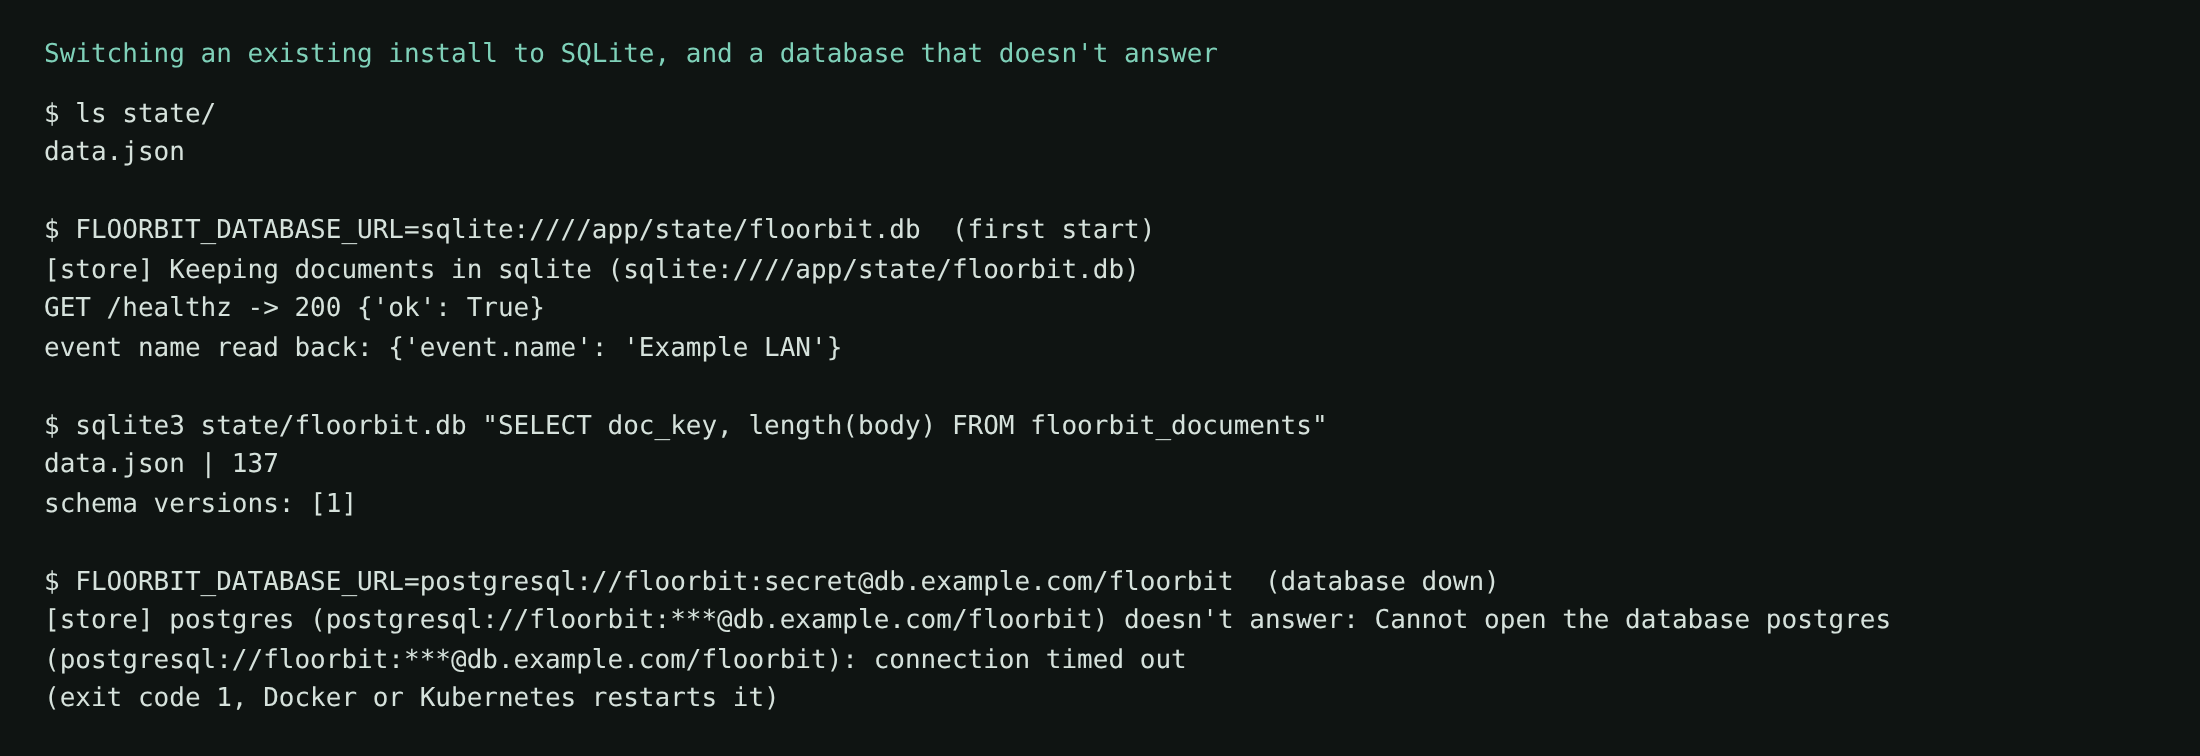 Switching an existing install to SQLite, and a database that doesn't answer
$ ls state/
data.json
$ FLOORBIT_DATABASE_URL=sqlite:////app/state/floorbit.db  (first start)
[store] Keeping documents in sqlite (sqlite:////app/state/floorbit.db)
GET /healthz -> 200 {'ok': True}
event name read back: {'event.name': 'Example LAN'}
$ sqlite3 state/floorbit.db "SELECT doc_key, length(body) FROM floorbit_documents"
data.json | 137
schema versions: [1]
$ FLOORBIT_DATABASE_URL=postgresql://floorbit:secret@db.example.com/floorbit  (database down)
[store] postgres (postgresql://floorbit:***@db.example.com/floorbit) doesn't answer: Cannot open the database postgres
(postgresql://floorbit:***@db.example.com/floorbit): connection timed out
(exit code 1, Docker or Kubernetes restarts it)